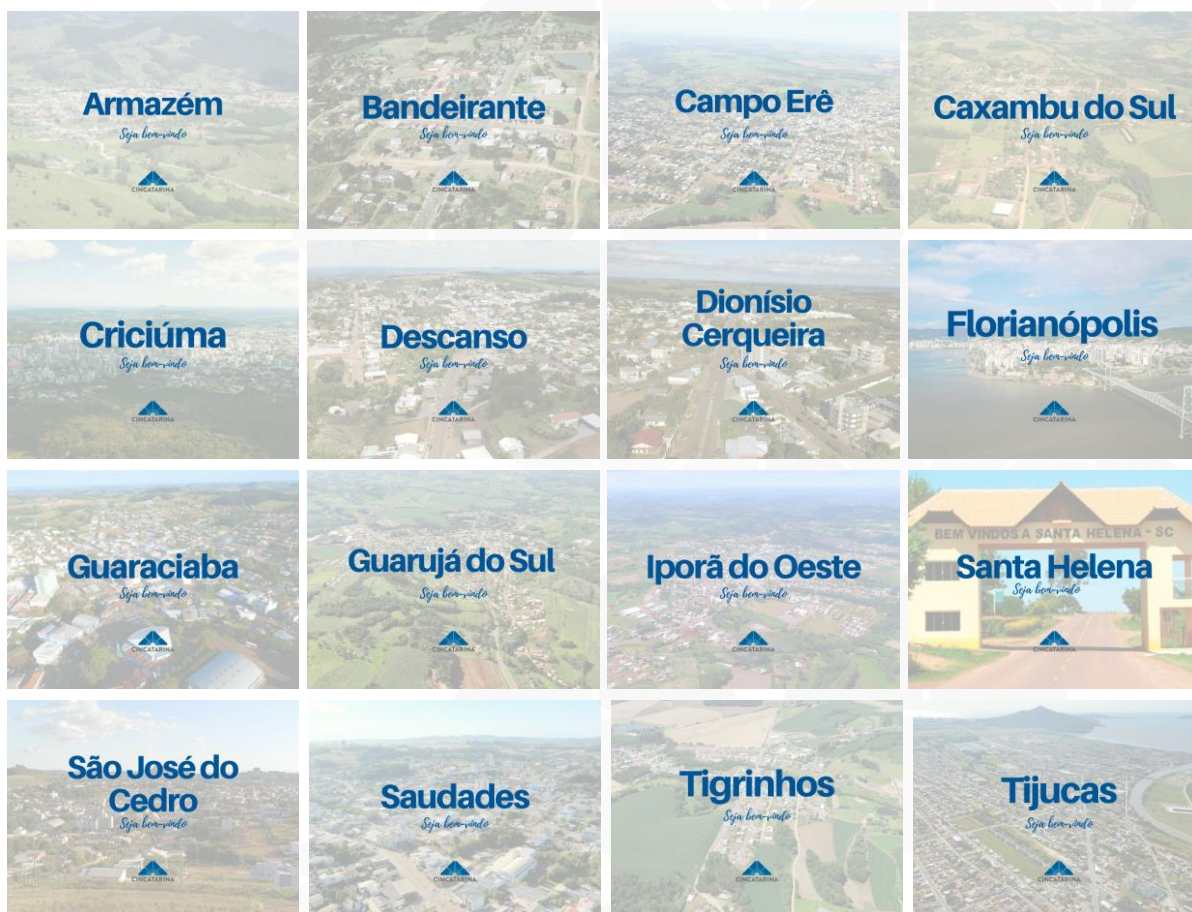 Armazém
Seja bem-vindo
CINCATARINA
Bandeirante
Seja bem-vindo
CINCATARINA
Campo Erê
Seja bem-vindo
CINCATARINA
Caxambu do Sul
Seja bem-vindo
CINCATARINA
Criciúma
Seja bem-vindo
CINCATARINA
Descanso
Seja bem-vindo
CINCATARINA
Dionísio
Cerqueira
Seja bem-vindo
CINCATARINA
Florianópolis
Seja bem-vindo
CINCATARINA
Guaraciaba
Seja bem-vindo
CINCATARINA
Guarujá do Sul
Seja bem-vindo
CINCATARINA
Iporã do Oeste
Seja bem-vindo
CINCATARINA
BEM VINDOS A SANTA HELENA - SC
Santa Helena
Seja bem-vindo
CINCATARINA
São José do
Cedro
Seja bem-vindo
CINCATARINA
Saudades
Seja bem-vindo
CINCATARINA
Tigrinhos
Seja bem-vindo
CINCATARINA
Tijucas
Seja bem-vindo
CINCATARINA